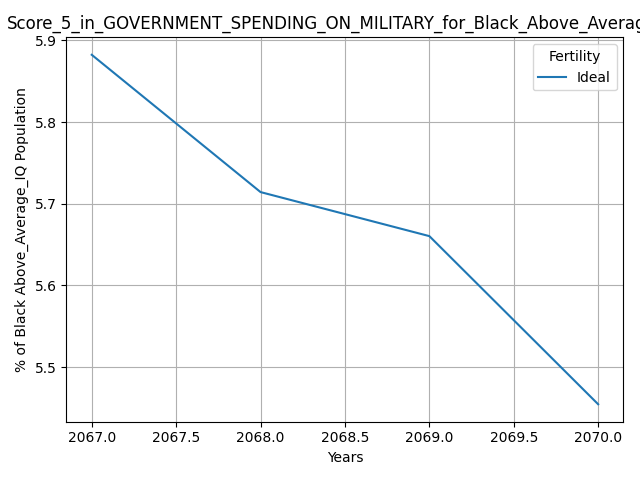 Score_5_in_GOVERNMENT_SPENDING_ON_MILITARY_for_Black_Above_Averag
5.9
5.8
5.7
5.6
5.5
% of Black Above_Average_IQ Population
Fertility
Ideal
2067.0 2067.5 2068.0 2068.5 2069.0 2069.5 2070.0
Years